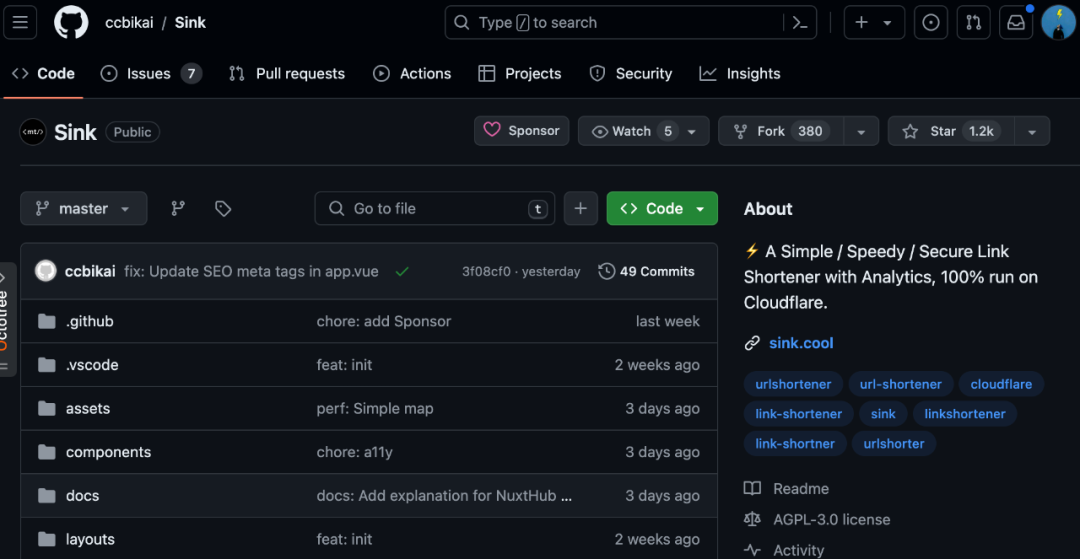 ccbikai / Sink
Type / to search
Code
Issues 7
Pull requests
Actions
Projects
Security
Insights
<mt/>
Sink Public
Sponsor
Watch 5
Fork 380
Star 1.2k
master
Go to file t
Code
ccbikai fix: Update SEO meta tags in app.vue 3f08cf0 · yesterday 49 Commits
.github chore: add Sponsor last week
.vscode feat: init 2 weeks ago
assets perf: Simple map 3 days ago
components chore: a11y 3 days ago
docs docs: Add explanation for NuxtHub ... 3 days ago
layouts feat: init 2 weeks ago
Octotree
About
⚡ A Simple / Speedy / Secure Link
Shortener with Analytics, 100% run on
Cloudflare.
sink.cool
urlshortener url-shortener cloudflare
link-shortener sink linkshortener
link-shortner urlshorter
Readme
AGPL-3.0 license
Activity